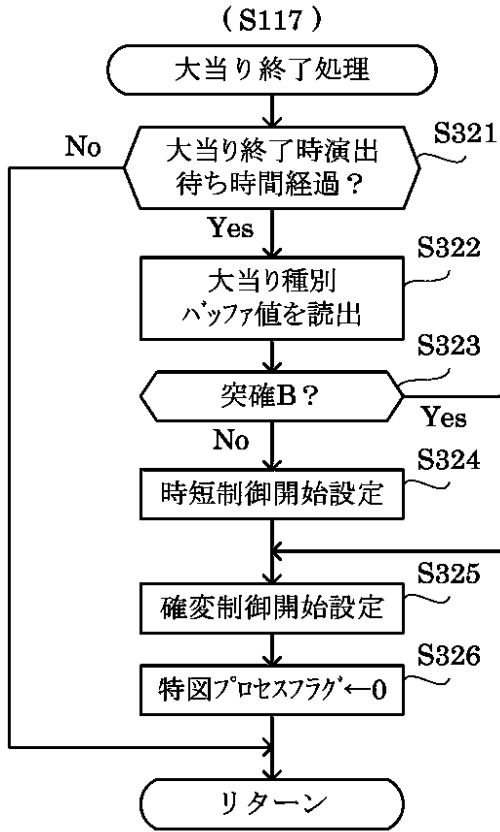 (S117)
大当り終了処理
S321
No
大当り終了時演出
待ち時間経過?
Yes
S322
大当り種別
バッファ値を読出
S323
突確B?
Yes
No
S324
時短制御開始設定
S325
確変制御開始設定
S326
特図プロセスフラグ←0
リターン